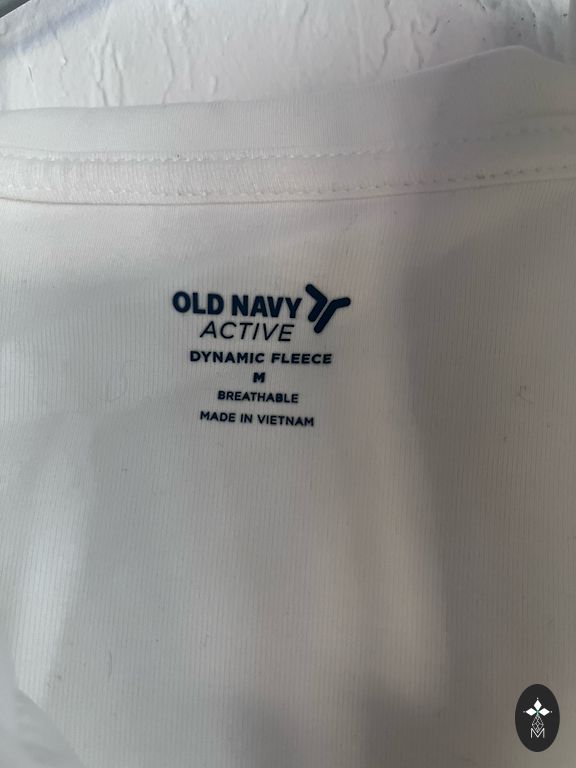 OLD NAVY
ACTIVE
DYNAMIC FLEECE
M
BREATHABLE
MADE IN VIETNAM
M